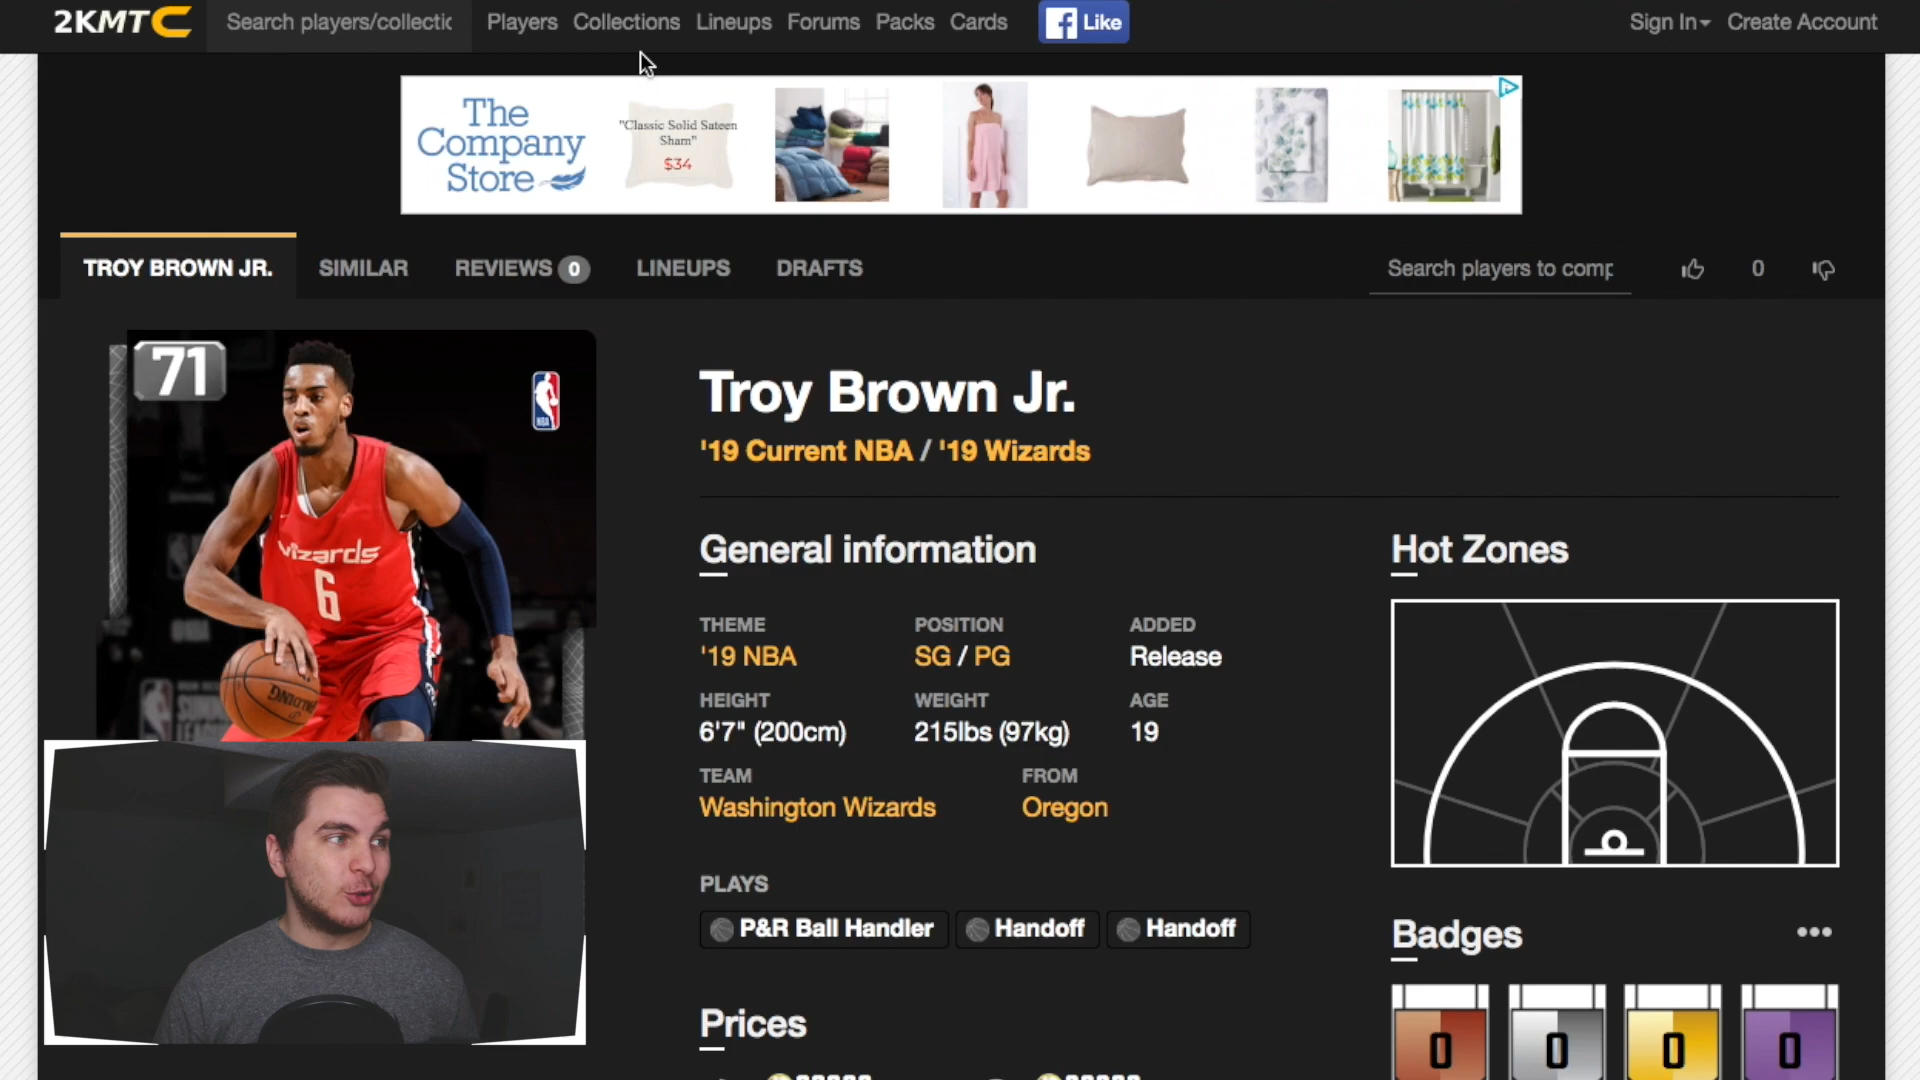 2KMTC Search players/collectic Players Collections Lineups Forums Packs Cards Like Sign In Create Account
The Company Store
"Classic Solid Sateen Sham"
$34
TROY BROWN JR. SIMILAR REVIEWS 0 LINEUPS DRAFTS Search players to comp 0
71
NBA
wizards
6
SPALDING
Troy Brown Jr.
'19 Current NBA / '19 Wizards
General information
THEME POSITION ADDED
'19 NBA SG / PG Release
HEIGHT WEIGHT AGE
6'7" (200cm) 215lbs (97kg) 19
TEAM FROM
Washington Wizards Oregon
PLAYS
P&R Ball Handler Handoff Handoff
Prices
Hot Zones
Badges
0 0 0 0